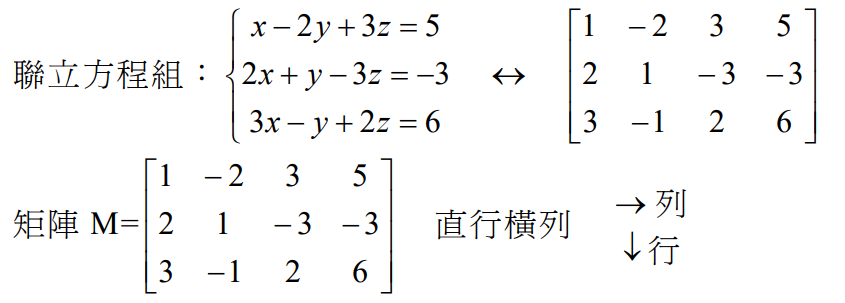 聯立方程組：{ x − 2y + 3z = 5 ↔ [ 1 −2 3 5 ]
2x + y − 3z = −3 [ 2 1 −3 −3 ]
3x − y + 2z = 6 [ 3 −1 2 6 ]
矩陣 M= [ 1 −2 3 5 ] 直行橫列 → 列
[ 2 1 −3 −3 ] ↓ 行
[ 3 −1 2 6 ]